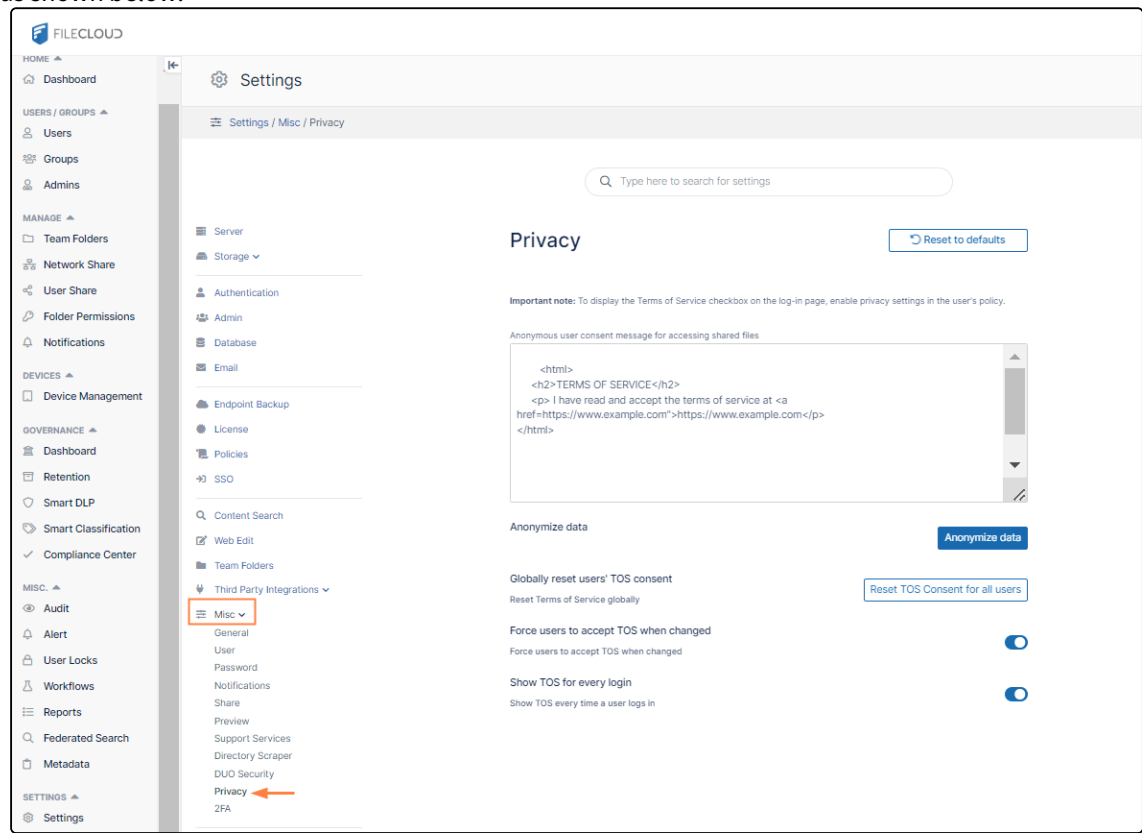 as shown below:
FILECLOUD
HOME
Dashboard
USERS / GROUPS
Users
Groups
Admins
MANAGE
Team Folders
Network Share
User Share
Folder Permissions
Notifications
DEVICES
Device Management
GOVERNANCE
Dashboard
Retention
Smart DLP
Smart Classification
Compliance Center
MISC.
Audit
Alert
User Locks
Workflows
Reports
Federated Search
Metadata
SETTINGS
Settings
Settings
Settings / Misc / Privacy
Type here to search for settings
Server
Storage
Authentication
Admin
Database
Email
Endpoint Backup
License
Policies
SSO
Content Search
Web Edit
Team Folders
Third Party Integrations
Misc
General
User
Password
Notifications
Share
Preview
Support Services
Directory Scraper
DUO Security
Privacy
2FA
Privacy
Reset to defaults
Important note: To display the Terms of Service checkbox on the log-in page, enable privacy settings in the user's policy.
Anonymous user consent message for accessing shared files
<html>
<h2>TERMS OF SERVICE</h2>
<p> I have read and accept the terms of service at <a
href=https://www.example.com">https://www.example.com</p>
</html>
Anonymize data
Anonymize data
Globally reset users' TOS consent
Reset Terms of Service globally
Reset TOS Consent for all users
Force users to accept TOS when changed
Force users to accept TOS when changed
Show TOS for every login
Show TOS every time a user logs in